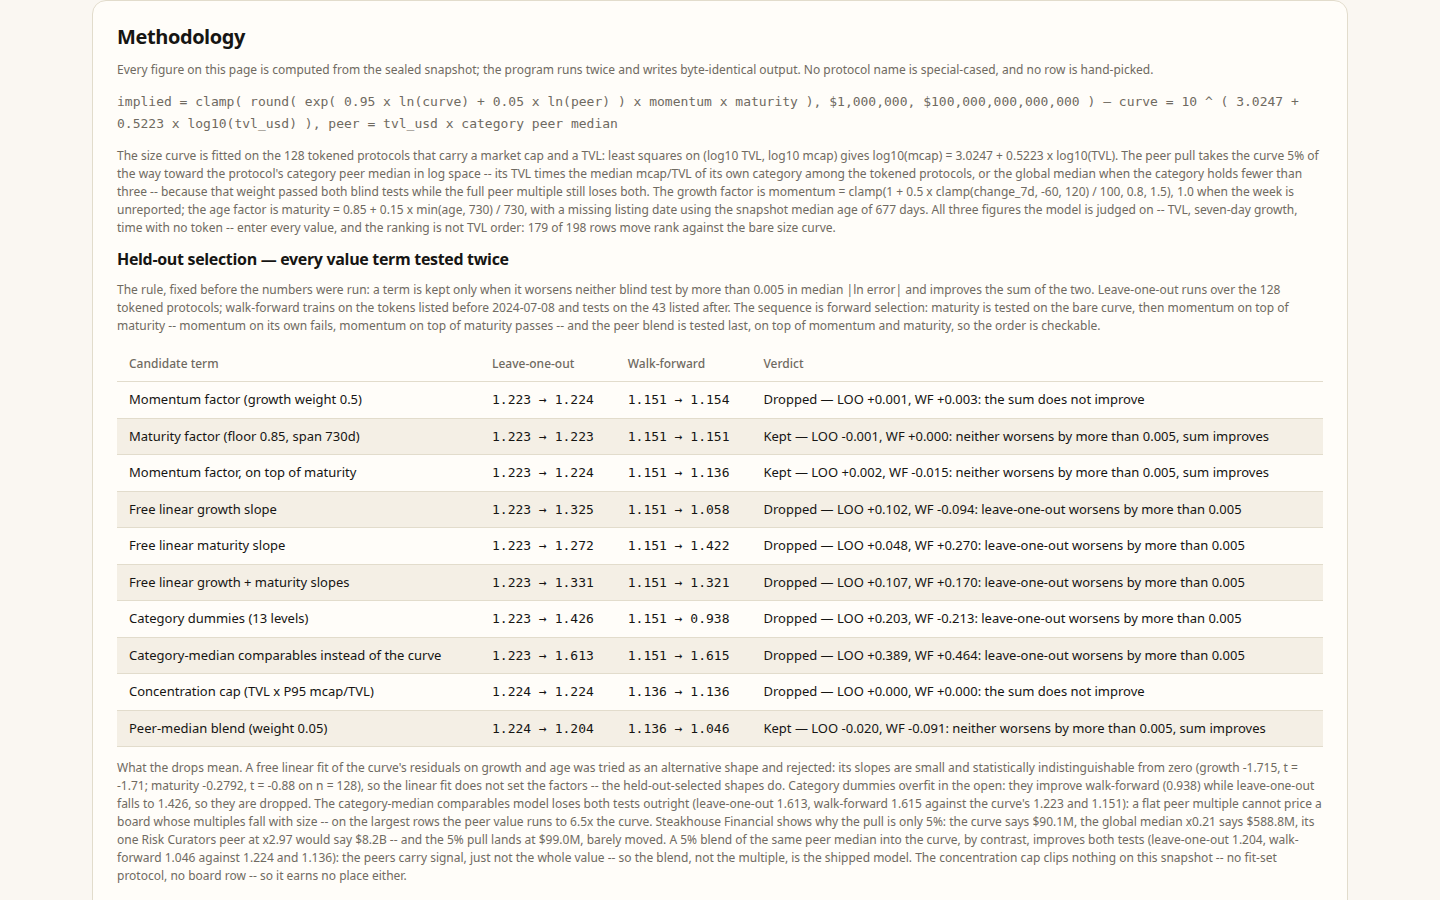 Methodology
Every figure on this page is computed from the sealed snapshot; the program runs twice and writes byte-identical output. No protocol name is special-cased, and no row is hand-picked.
implied = clamp( round( exp( 0.95 x ln(curve) + 0.05 x ln(peer) ) x momentum x maturity ), $1,000,000, $100,000,000,000,000 ) — curve = 10 ^ ( 3.0247 +
0.5223 x log10(tvl_usd) ), peer = tvl_usd x category peer median
The size curve is fitted on the 128 tokened protocols that carry a market cap and a TVL: least squares on (log10 TVL, log10 mcap) gives log10(mcap) = 3.0247 + 0.5223 x log10(TVL). The peer pull takes the curve 5% of
the way toward the protocol's category peer median in log space -- its TVL times the median mcap/TVL of its own category among the tokened protocols, or the global median when the category holds fewer than
three -- because that weight passed both blind tests while the full peer multiple still loses both. The growth factor is momentum = clamp(1 + 0.5 x clamp(change_7d, -60, 120) / 100, 0.8, 1.5), 1.0 when the week is
unreported; the age factor is maturity = 0.85 + 0.15 x min(age, 730) / 730, with a missing listing date using the snapshot median age of 677 days. All three figures the model is judged on -- TVL, seven-day growth,
time with no token -- enter every value, and the ranking is not TVL order: 179 of 198 rows move rank against the bare size curve.
Held-out selection — every value term tested twice
The rule, fixed before the numbers were run: a term is kept only when it worsens neither blind test by more than 0.005 in median |ln error| and improves the sum of the two. Leave-one-out runs over the 128
tokened protocols; walk-forward trains on the tokens listed before 2024-07-08 and tests on the 43 listed after. The sequence is forward selection: maturity is tested on the bare curve, then momentum on top of
maturity -- momentum on its own fails, momentum on top of maturity passes -- and the peer blend is tested last, on top of momentum and maturity, so the order is checkable.
Candidate term Leave-one-out Walk-forward Verdict
Momentum factor (growth weight 0.5) 1.223 → 1.224 1.151 → 1.154 Dropped — LOO +0.001, WF +0.003: the sum does not improve
Maturity factor (floor 0.85, span 730d) 1.223 → 1.223 1.151 → 1.151 Kept — LOO -0.001, WF +0.000: neither worsens by more than 0.005, sum improves
Momentum factor, on top of maturity 1.223 → 1.224 1.151 → 1.136 Kept — LOO +0.002, WF -0.015: neither worsens by more than 0.005, sum improves
Free linear growth slope 1.223 → 1.325 1.151 → 1.058 Dropped — LOO +0.102, WF -0.094: leave-one-out worsens by more than 0.005
Free linear maturity slope 1.223 → 1.272 1.151 → 1.422 Dropped — LOO +0.048, WF +0.270: leave-one-out worsens by more than 0.005
Free linear growth + maturity slopes 1.223 → 1.331 1.151 → 1.321 Dropped — LOO +0.107, WF +0.170: leave-one-out worsens by more than 0.005
Category dummies (13 levels) 1.223 → 1.426 1.151 → 0.938 Dropped — LOO +0.203, WF -0.213: leave-one-out worsens by more than 0.005
Category-median comparables instead of the curve 1.223 → 1.613 1.151 → 1.615 Dropped — LOO +0.389, WF +0.464: leave-one-out worsens by more than 0.005
Concentration cap (TVL x P95 mcap/TVL) 1.224 → 1.224 1.136 → 1.136 Dropped — LOO +0.000, WF +0.000: the sum does not improve
Peer-median blend (weight 0.05) 1.224 → 1.204 1.136 → 1.046 Kept — LOO -0.020, WF -0.091: neither worsens by more than 0.005, sum improves
What the drops mean. A free linear fit of the curve's residuals on growth and age was tried as an alternative shape and rejected: its slopes are small and statistically indistinguishable from zero (growth -1.715, t =
-1.71; maturity -0.2792, t = -0.88 on n = 128), so the linear fit does not set the factors -- the held-out-selected shapes do. Category dummies overfit in the open: they improve walk-forward (0.938) while leave-one-out
falls to 1.426, so they are dropped. The category-median comparables model loses both tests outright (leave-one-out 1.613, walk-forward 1.615 against the curve's 1.223 and 1.151): a flat peer multiple cannot price a
board whose multiples fall with size -- on the largest rows the peer value runs to 6.5x the curve. Steakhouse Financial shows why the pull is only 5%: the curve says $90.1M, the global median x0.21 says $588.8M, its
one Risk Curators peer at x2.97 would say $8.2B -- and the 5% pull lands at $99.0M, barely moved. A 5% blend of the same peer median into the curve, by contrast, improves both tests (leave-one-out 1.204, walk-
forward 1.046 against 1.224 and 1.136): the peers carry signal, just not the whole value -- so the blend, not the multiple, is the shipped model. The concentration cap clips nothing on this snapshot -- no fit-set
protocol, no board row -- so it earns no place either.